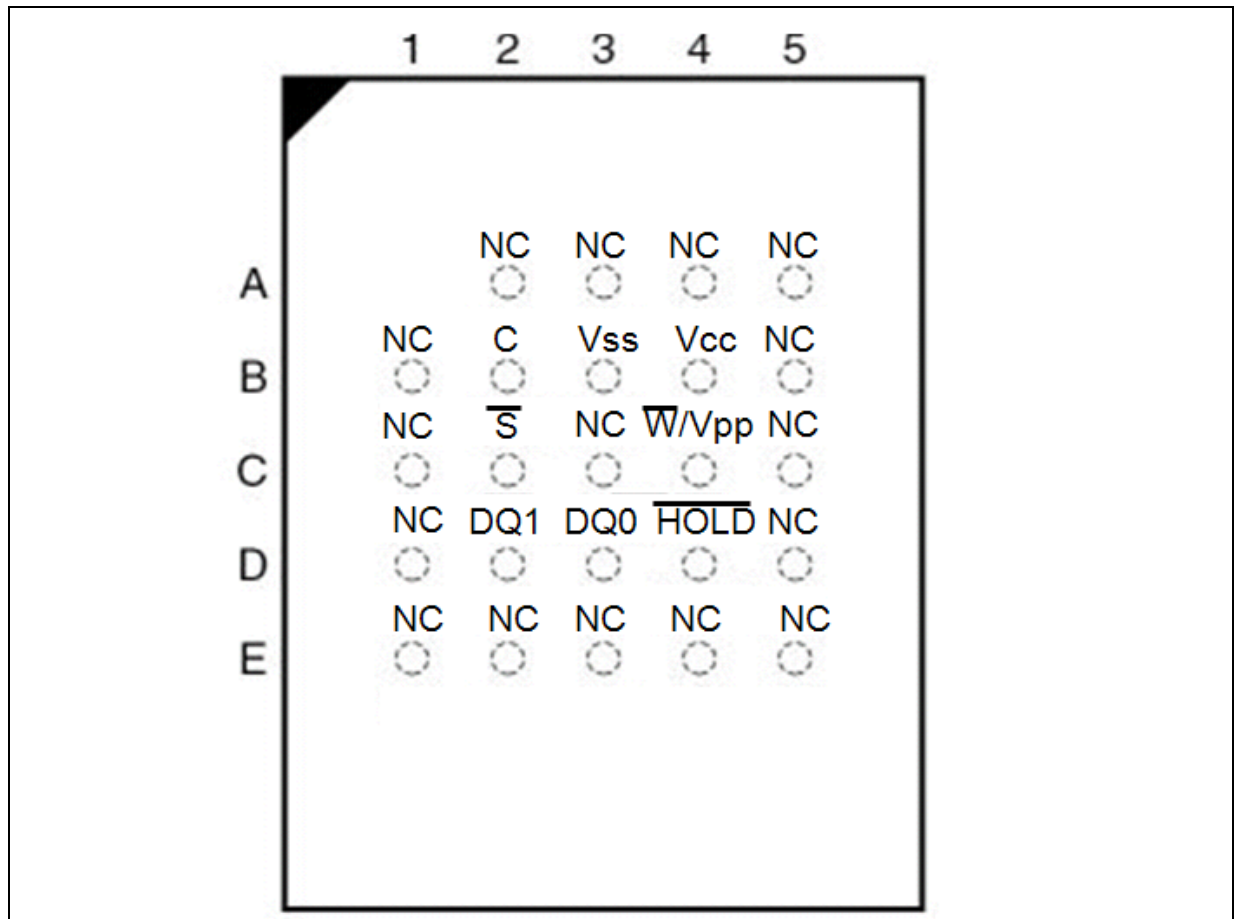 1 2 3 4 5
NC NC NC NC
A
NC C Vss Vcc NC
B
NC S̅ NC W̅/Vpp NC
C
NC DQ1 DQ0 H̅O̅L̅D̅ NC
D
NC NC NC NC NC
E